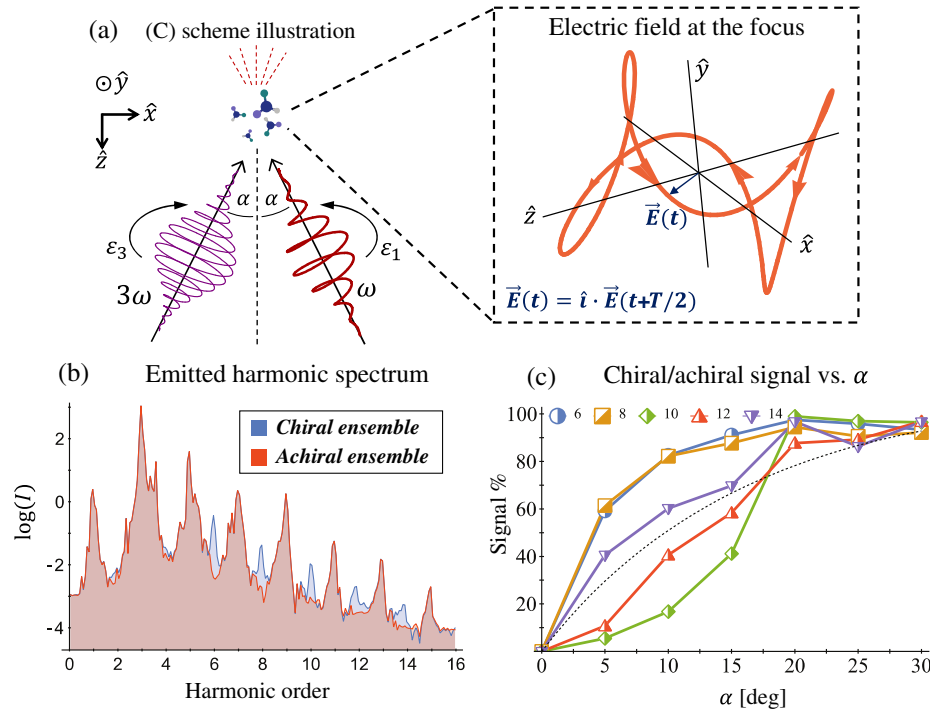 (a) (C) scheme illustration
⊙ŷ
x̂
ẑ
α α
ε₃
ε₁
3ω
ω
Electric field at the focus
ŷ
ẑ
E⃗(t)
x̂
E⃗(t) = î · E⃗(t+T/2)
(b) Emitted harmonic spectrum
Chiral ensemble
Achiral ensemble
log(I)
2
0
-2
-4
0 2 4 6 8 10 12 14 16
Harmonic order
(c) Chiral/achiral signal vs. α
6 8 10 12 14
Signal %
100
80
60
40
20
0 5 10 15 20 25 30
α [deg]